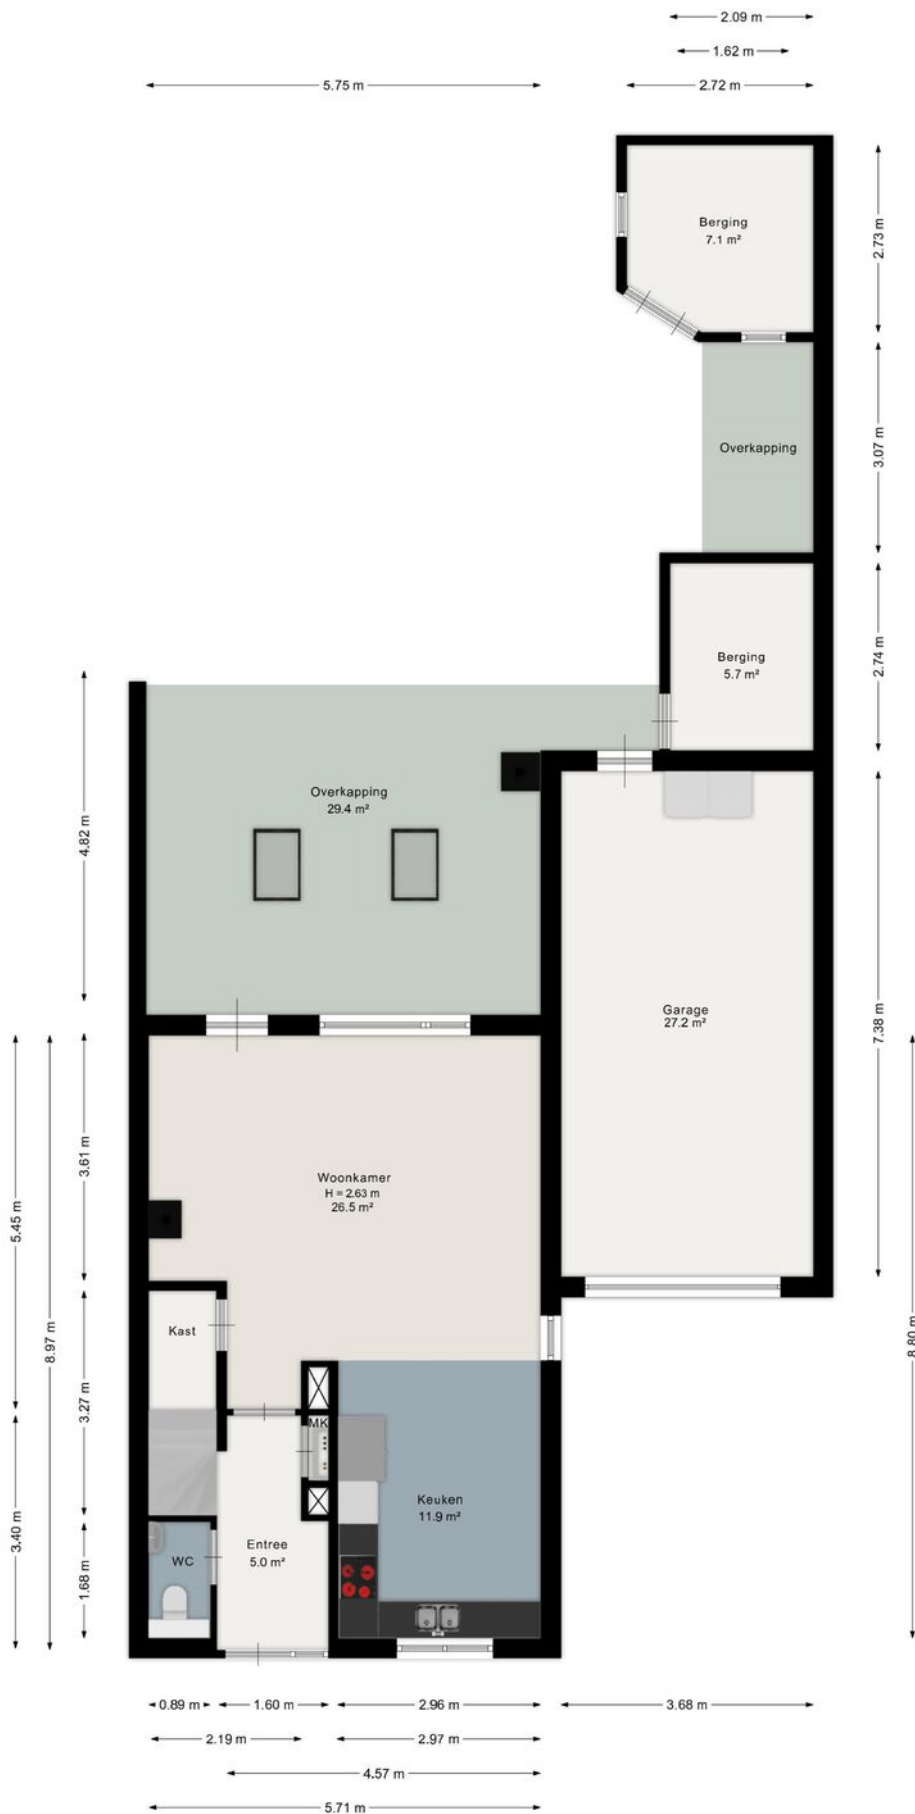 2.09 m
1.62 m
5.75 m
2.72 m
Berging
7.1 m²
2.73 m
Overkapping
3.07 m
Berging
5.7 m²
2.74 m
Overkapping
29.4 m²
4.82 m
Garage
27.2 m²
7.38 m
Woonkamer
H = 2.63 m
26.5 m²
3.61 m
5.45 m
8.97 m
8.80 m
Kast
3.27 m
MK
Keuken
11.9 m²
Entree
5.0 m²
WC
3.40 m
1.68 m
0.89 m
1.60 m
2.96 m
3.68 m
2.19 m
2.97 m
4.57 m
5.71 m